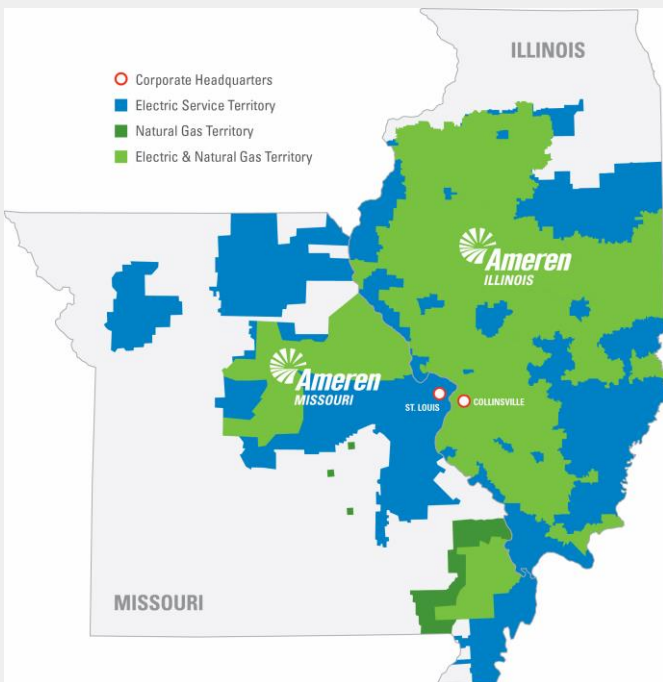 ILLINOIS
Corporate Headquarters
Electric Service Territory
Natural Gas Territory
Electric & Natural Gas Territory
Ameren
ILLINOIS
Ameren
MISSOURI
ST. LOUIS
COLLINSVILLE
MISSOURI